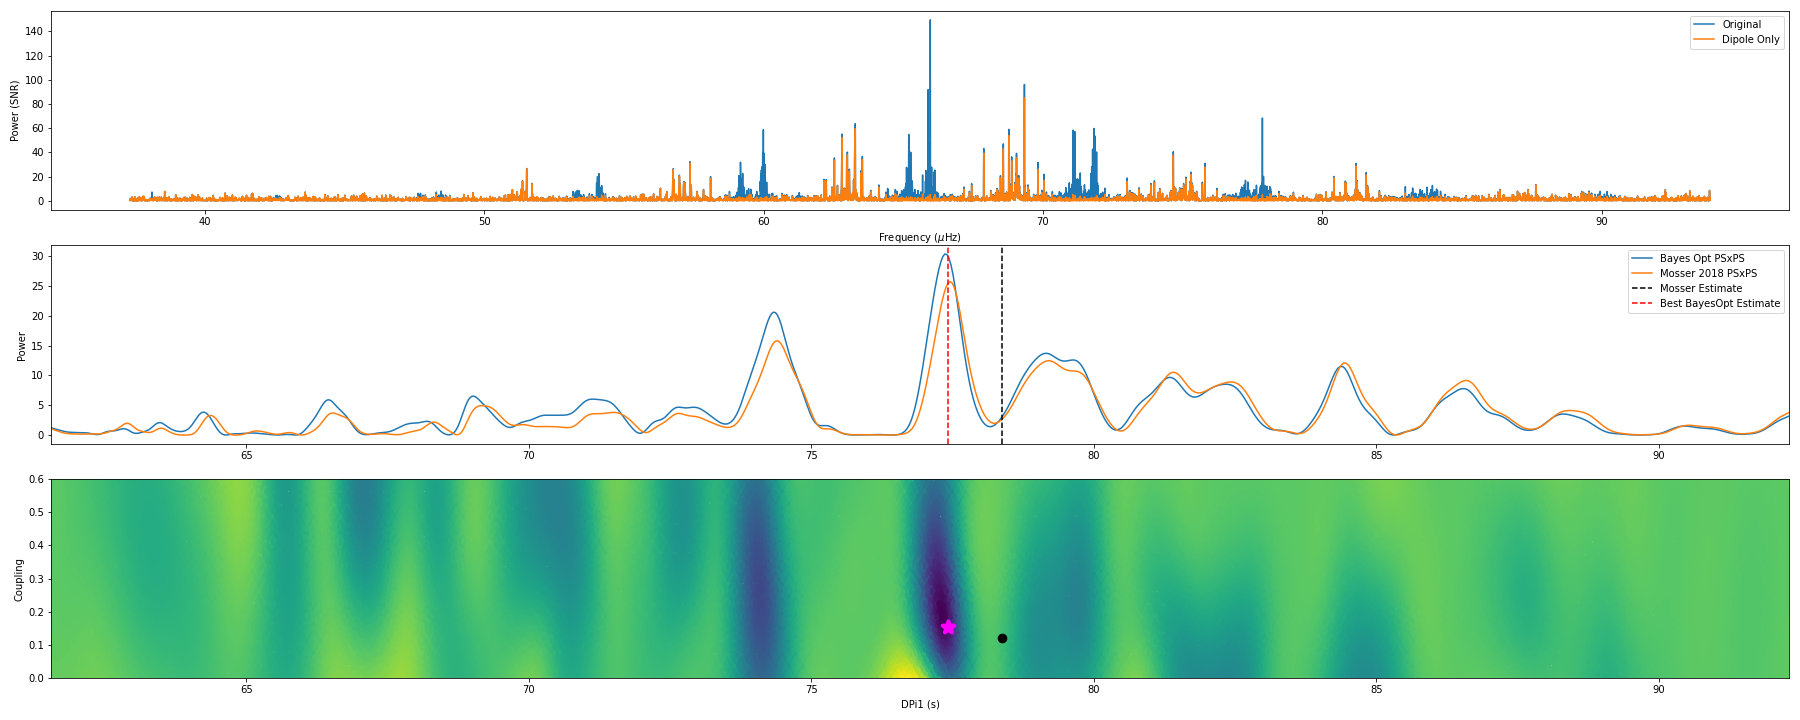 Original
Dipole Only
Power (SNR)
140
120
100
80
60
40
20
0
40 50 60 70 80 90
Frequency (μHz)
Bayes Opt PSxPS
Mosser 2018 PSxPS
Mosser Estimate
Best BayesOpt Estimate
Power
30
25
20
15
10
5
0
65 70 75 80 85 90
Coupling
0.6
0.5
0.4
0.3
0.2
0.1
0.0
65 70 75 80 85 90
DPi1 (s)